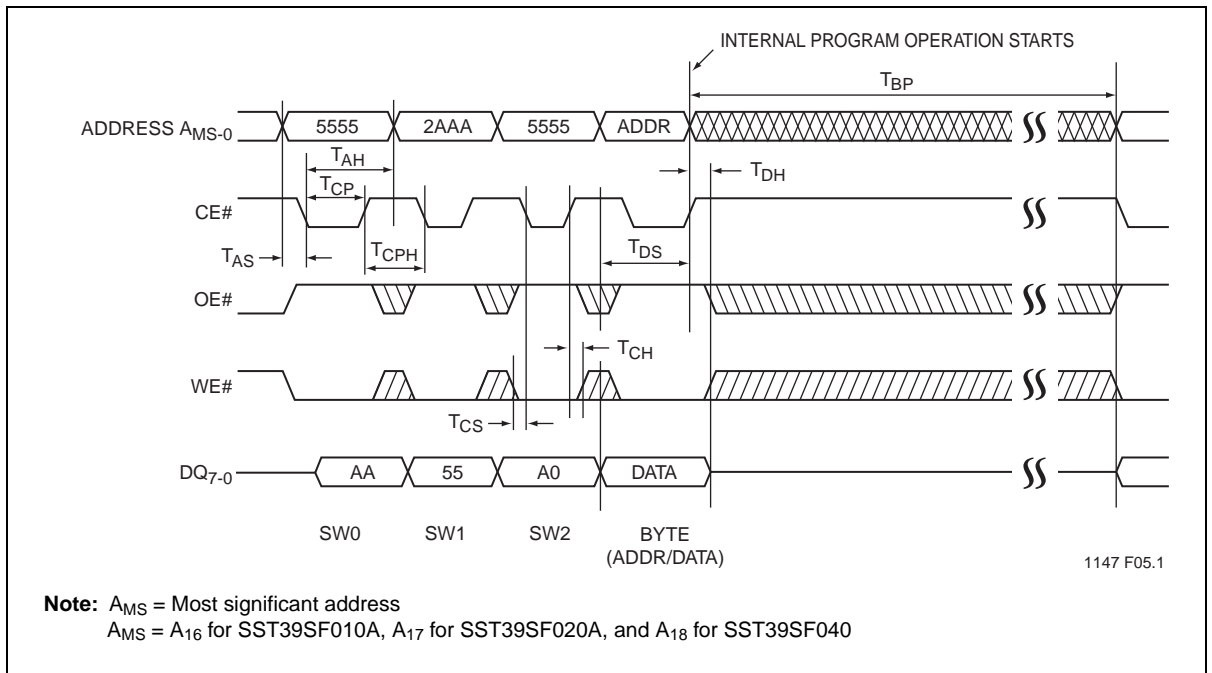 INTERNAL PROGRAM OPERATION STARTS
TBP
ADDRESS AMS-0
5555 2AAA 5555 ADDR
TAH
TDH
TCP
CE#
TAS
TCPH
TDS
OE#
TCH
WE#
TCS
DQ7-0
AA 55 A0 DATA
SW0 SW1 SW2 BYTE
(ADDR/DATA)
1147 F05.1
Note: AMS = Most significant address
AMS = A16 for SST39SF010A, A17 for SST39SF020A, and A18 for SST39SF040